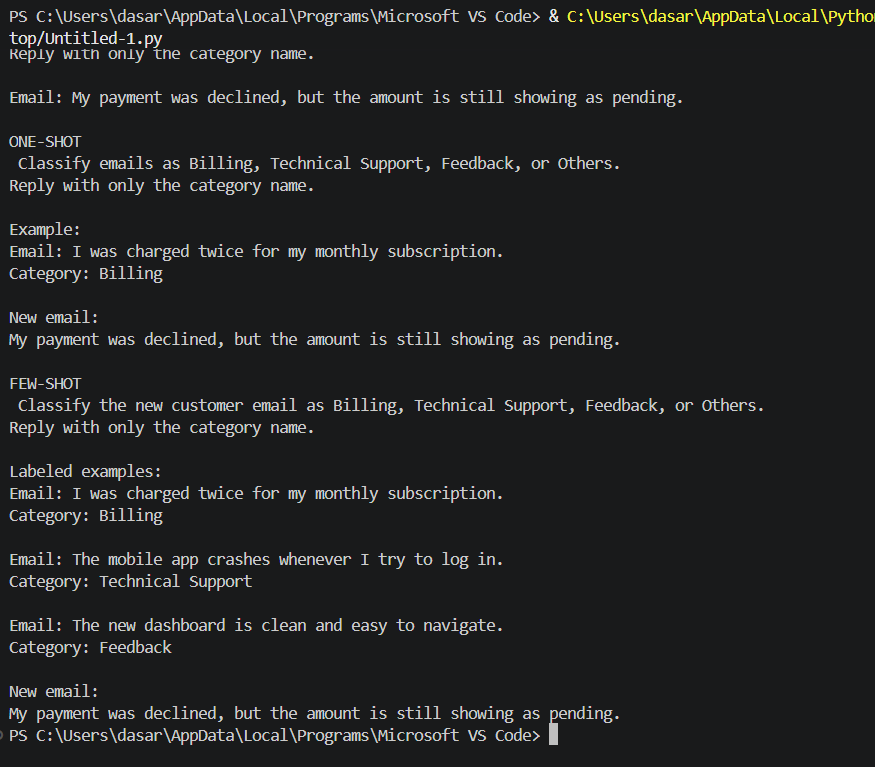 PS C:\Users\dasar\AppData\Local\Programs\Microsoft VS Code> & C:\Users\dasar\AppData\Local\Pytho
top/Untitled-1.py
Reply with only the category name.
Email: My payment was declined, but the amount is still showing as pending.
ONE-SHOT
Classify emails as Billing, Technical Support, Feedback, or Others.
Reply with only the category name.
Example:
Email: I was charged twice for my monthly subscription.
Category: Billing
New email:
My payment was declined, but the amount is still showing as pending.
FEW-SHOT
Classify the new customer email as Billing, Technical Support, Feedback, or Others.
Reply with only the category name.
Labeled examples:
Email: I was charged twice for my monthly subscription.
Category: Billing
Email: The mobile app crashes whenever I try to log in.
Category: Technical Support
Email: The new dashboard is clean and easy to navigate.
Category: Feedback
New email:
My payment was declined, but the amount is still showing as pending.
PS C:\Users\dasar\AppData\Local\Programs\Microsoft VS Code>